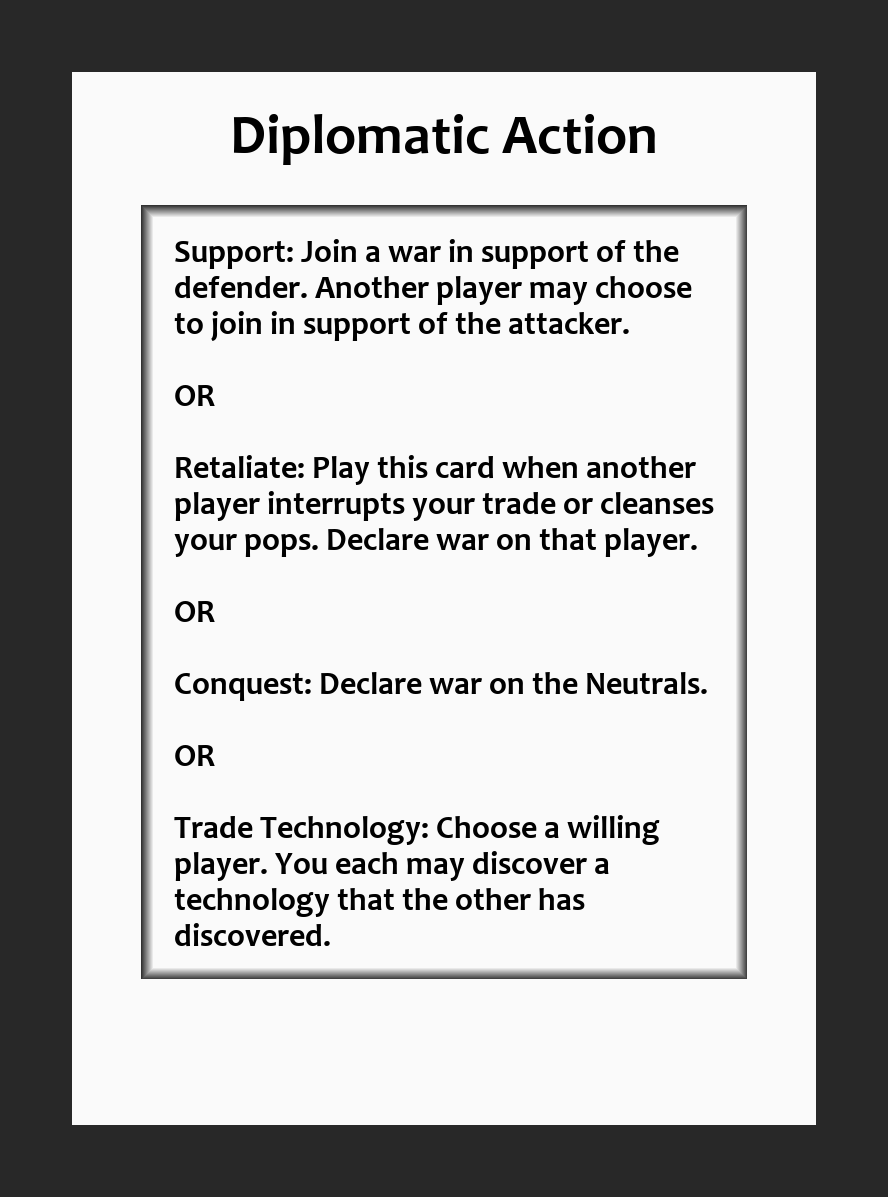 Diplomatic Action
Support: Join a war in support of the
defender. Another player may choose
to join in support of the attacker.
OR
Retaliate: Play this card when another
player interrupts your trade or cleanses
your pops. Declare war on that player.
OR
Conquest: Declare war on the Neutrals.
OR
Trade Technology: Choose a willing
player. You each may discover a
technology that the other has
discovered.